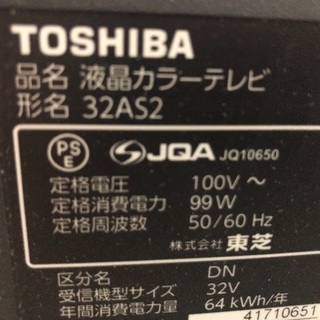 TOSHIBA
品名 液晶カラーテレビ
形名 32AS2
PS E JQA JQ10650
定格電圧 100V ～
定格消費電力 99W
定格周波数 50/60 Hz
株式会社 東芝
区分名 DN
受信機型サイズ 32V
年間消費電力量 64 kWh/年
41710651